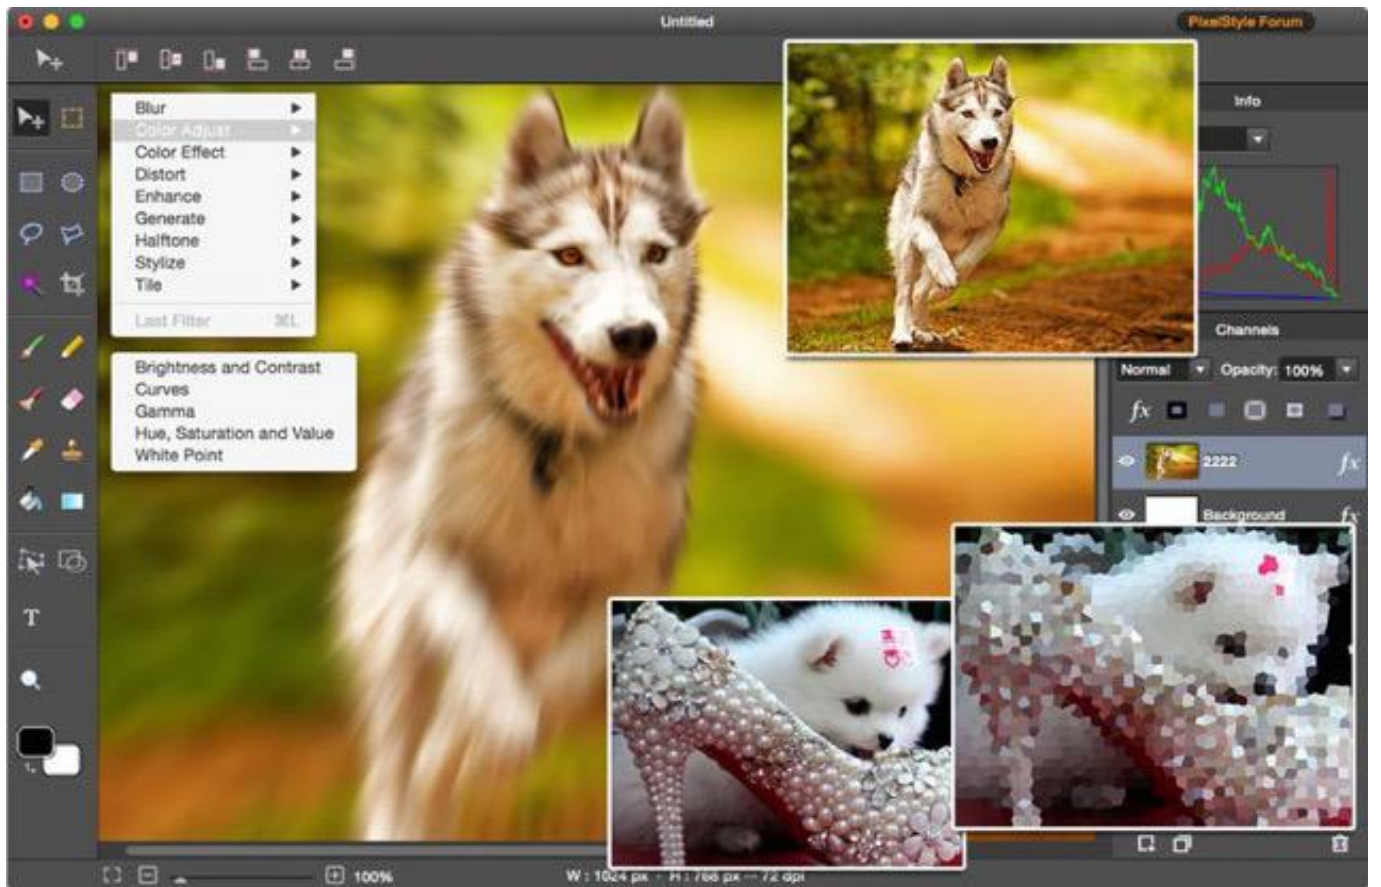 Untitled
PixelStyle Forum
Info
Blur
Color Adjust
Color Effect
Distort
Enhance
Generate
Halftone
Stylize
Tile
Last Filter ⌘L
Brightness and Contrast
Curves
Gamma
Hue, Saturation and Value
White Point
Channels
Normal Opacity: 100%
fx
2222 fx
Background fx
T
100%
W : 1024 px · H : 768 px --- 72 dpi